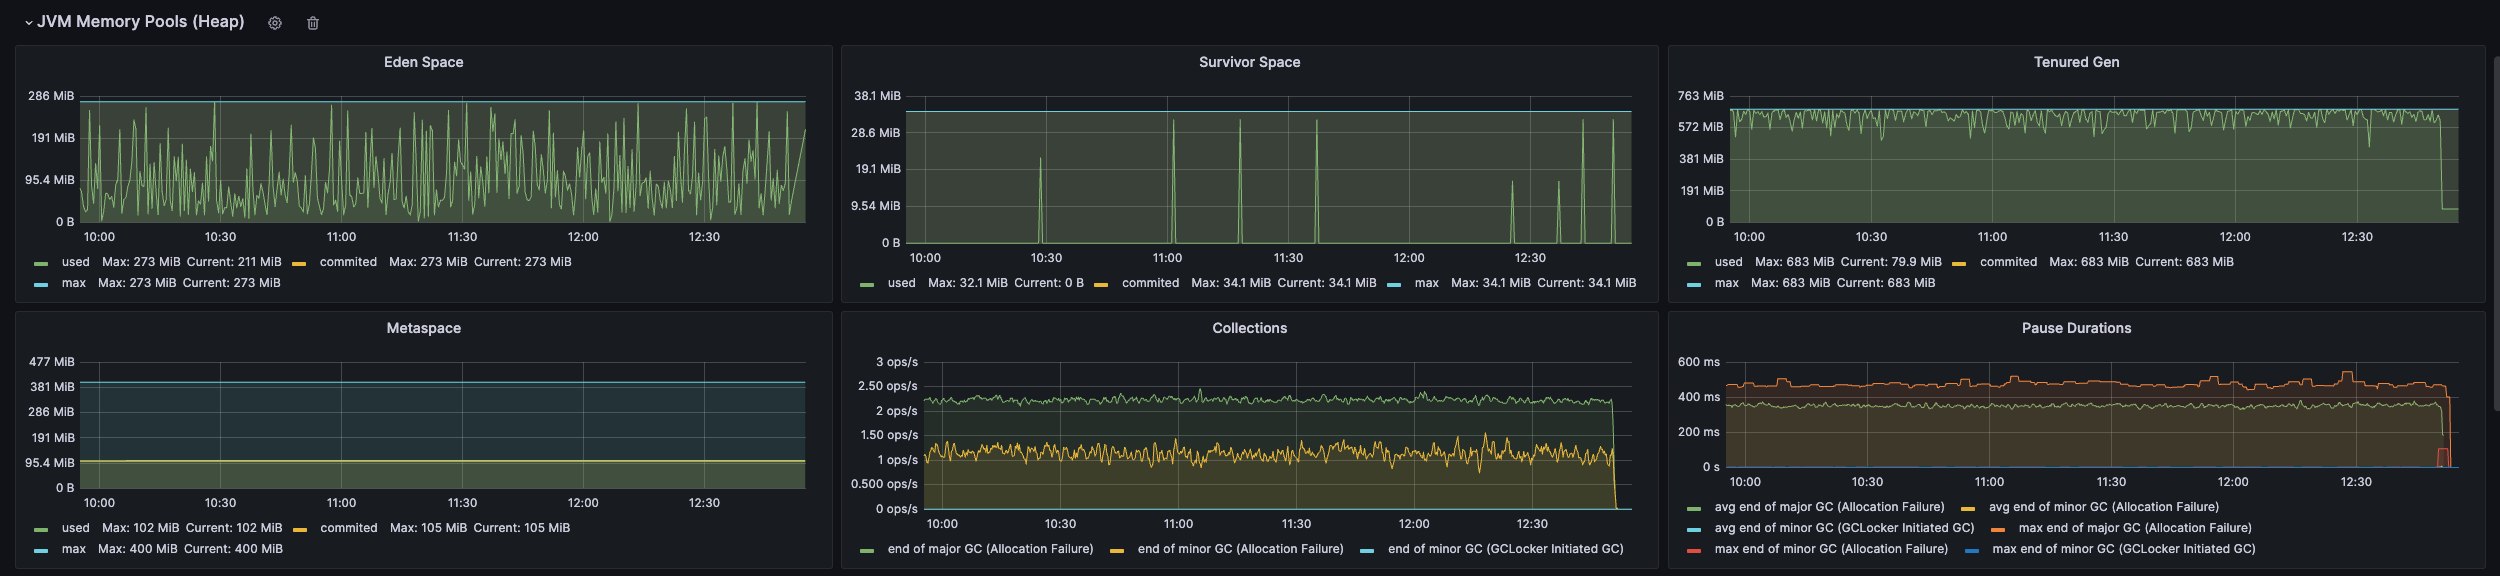 JVM Memory Pools (Heap)
Eden Space
286 MiB
191 MiB
95.4 MiB
0 B
10:00 10:30 11:00 11:30 12:00 12:30
used Max: 273 MiB Current: 211 MiB commited Max: 273 MiB Current: 273 MiB
max Max: 273 MiB Current: 273 MiB
Survivor Space
38.1 MiB
28.6 MiB
19.1 MiB
9.54 MiB
0 B
10:00 10:30 11:00 11:30 12:00 12:30
used Max: 32.1 MiB Current: 0 B commited Max: 34.1 MiB Current: 34.1 MiB max Max: 34.1 MiB Current: 34.1 MiB
Tenured Gen
763 MiB
572 MiB
381 MiB
191 MiB
0 B
10:00 10:30 11:00 11:30 12:00 12:30
used Max: 683 MiB Current: 79.9 MiB commited Max: 683 MiB Current: 683 MiB
max Max: 683 MiB Current: 683 MiB
Metaspace
477 MiB
381 MiB
286 MiB
191 MiB
95.4 MiB
0 B
10:00 10:30 11:00 11:30 12:00 12:30
used Max: 102 MiB Current: 102 MiB commited Max: 105 MiB Current: 105 MiB
max Max: 400 MiB Current: 400 MiB
Collections
3 ops/s
2.50 ops/s
2 ops/s
1.50 ops/s
1 ops/s
0.500 ops/s
0 ops/s
10:00 10:30 11:00 11:30 12:00 12:30
end of major GC (Allocation Failure) end of minor GC (Allocation Failure) end of minor GC (GCLocker Initiated GC)
Pause Durations
600 ms
400 ms
200 ms
0 s
10:00 10:30 11:00 11:30 12:00 12:30
avg end of major GC (Allocation Failure) avg end of minor GC (Allocation Failure)
avg end of minor GC (GCLocker Initiated GC) max end of major GC (Allocation Failure)
max end of minor GC (Allocation Failure) max end of minor GC (GCLocker Initiated GC)